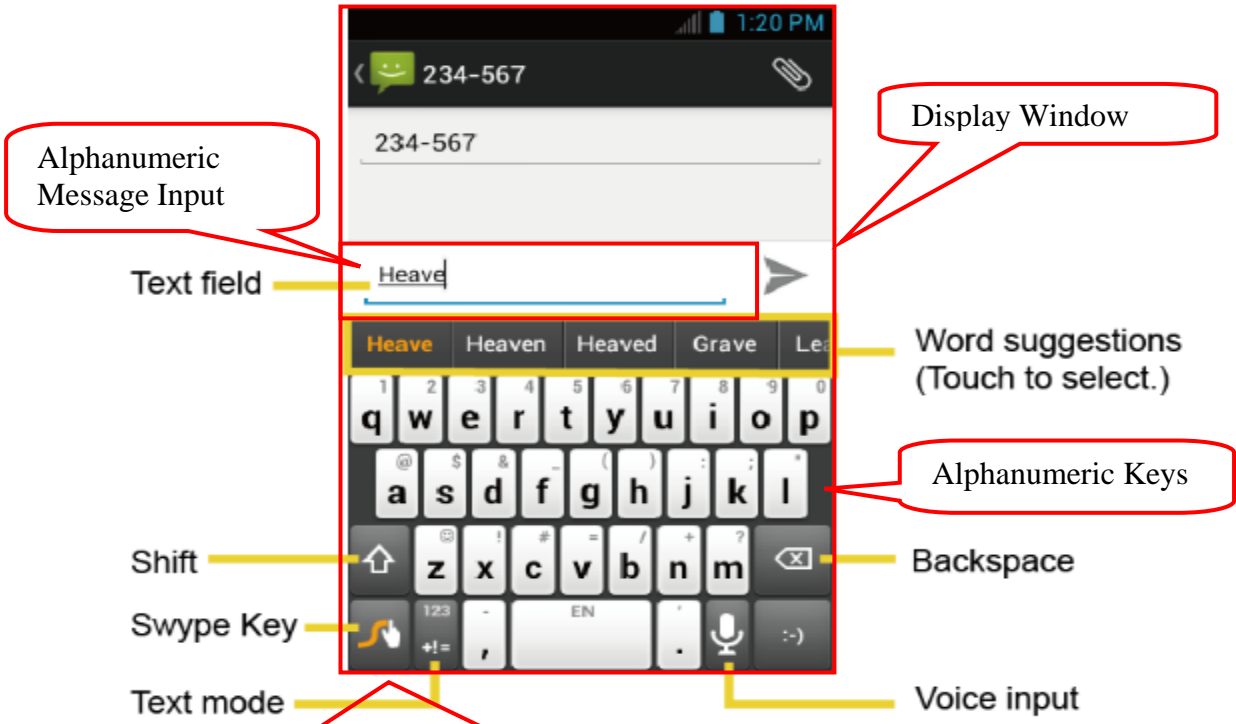 1:20 PM
234-567
Display Window
234-567
Alphanumeric
Message Input
Text field
Heave
Heave Heaven Heaved Grave Lea
Word suggestions
(Touch to select.)
1 2 3 4 5 6 7 8 9 0
q w e r t y u i o p
@ $ & _ ( ) : ; "
a s d f g h j k l
Alphanumeric Keys
! # = / + ?
z x c v b n m
Shift
Backspace
Swype Key
123 - EN '
+!= , . :-)
Text mode
Voice input